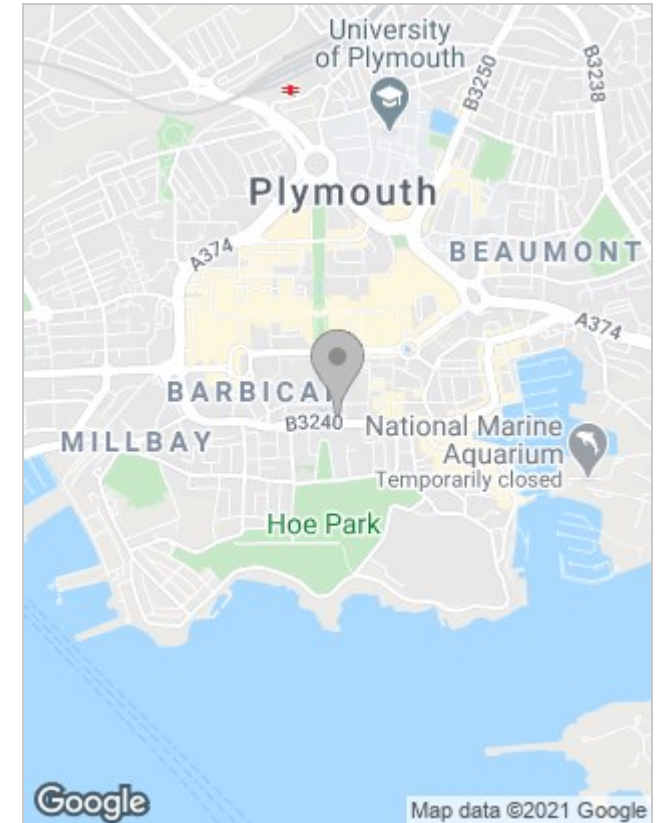 University
of Plymouth
B3250
B3238
Plymouth
A374
BEAUMONT
A374
BARBICA
B3240
MILLBAY
National Marine
Aquarium
Temporarily closed
Hoe Park
Google
Map data ©2021 Google